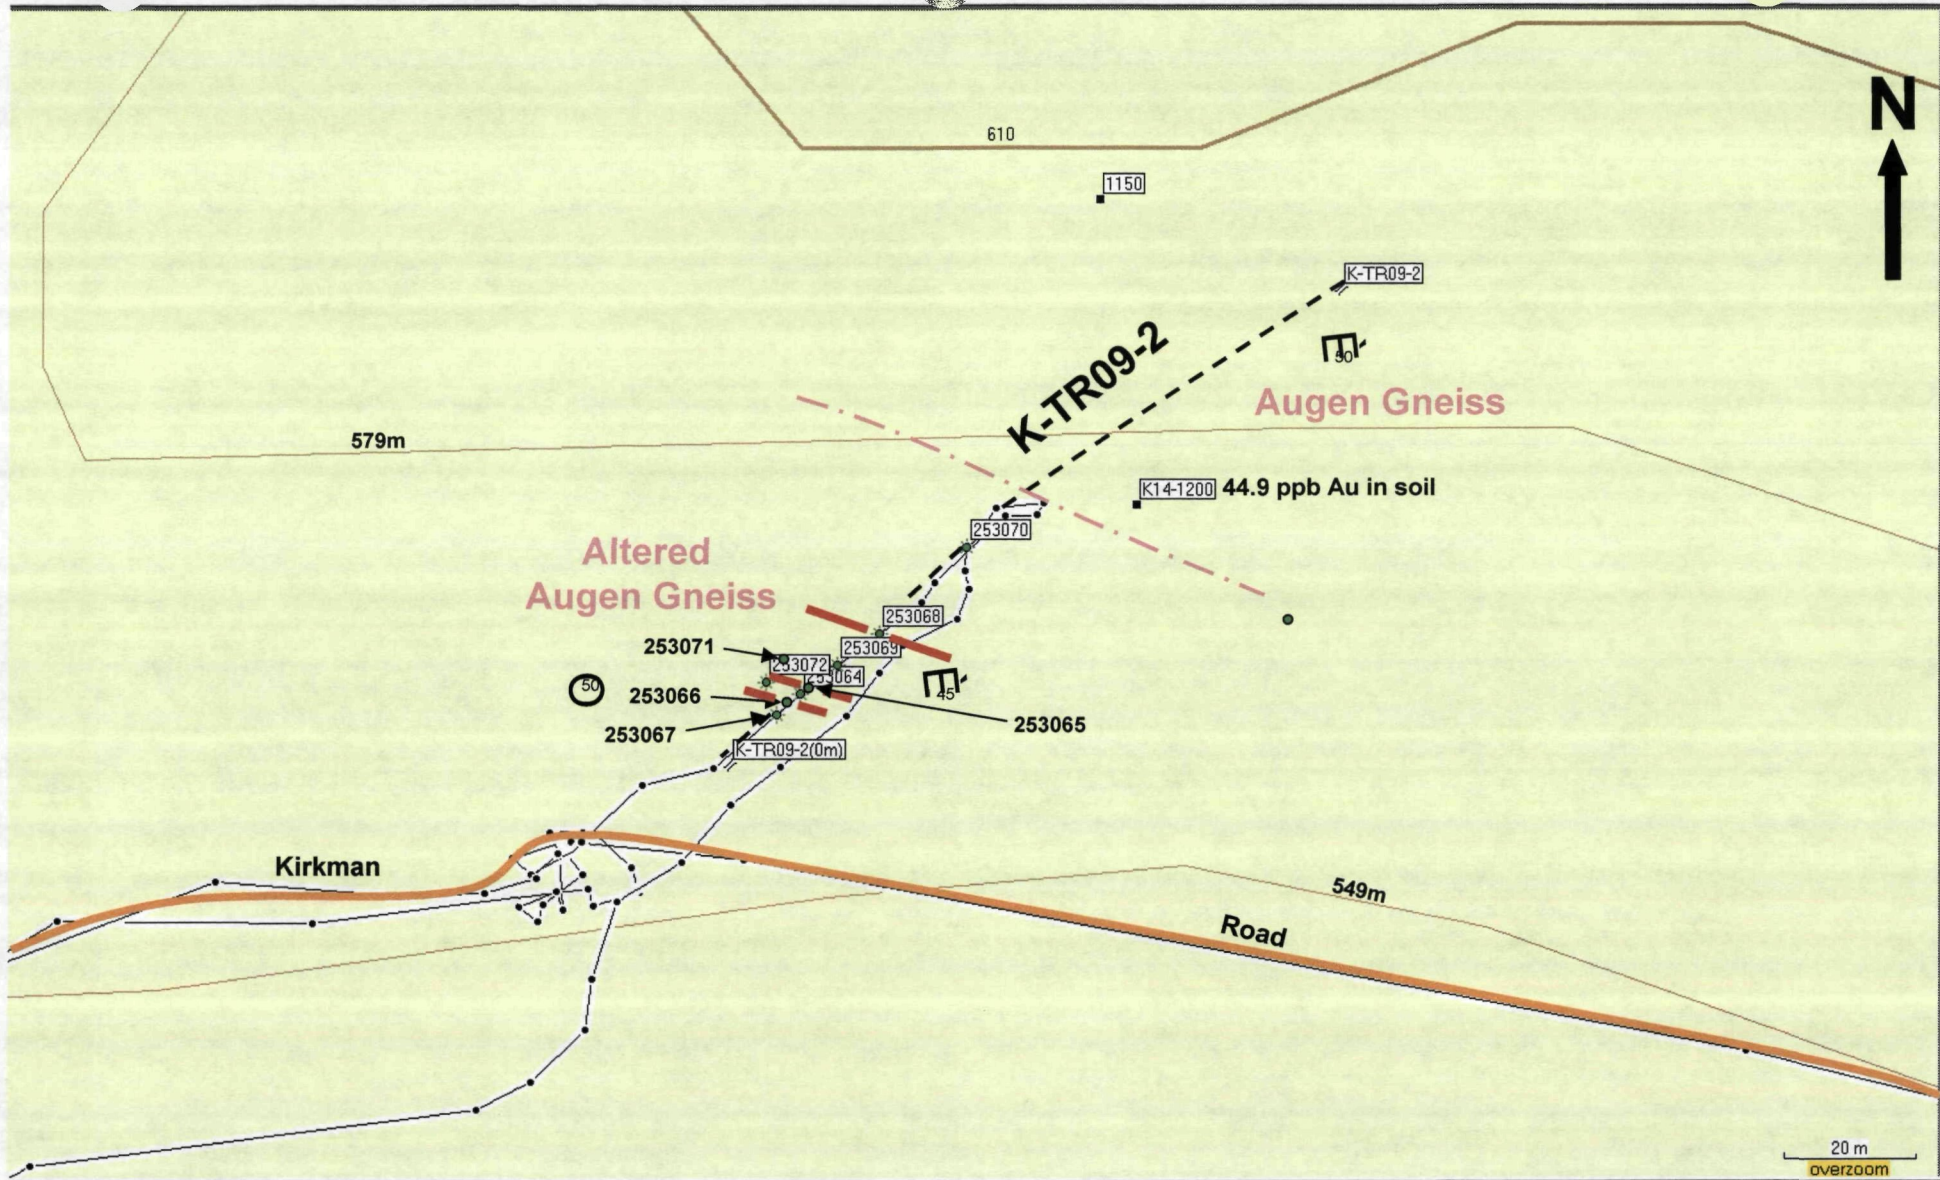 N
610
1150
K-TR09-2
K-TR09-2
50
Augen Gneiss
579m
K14-1200 44.9 ppb Au in soil
253070
Altered
Augen Gneiss
253068
253071
253069
253072
253064
50
253066
45
253065
253067
K-TR09-2(0m)
Kirkman
549m
Road
20 m
overzoom